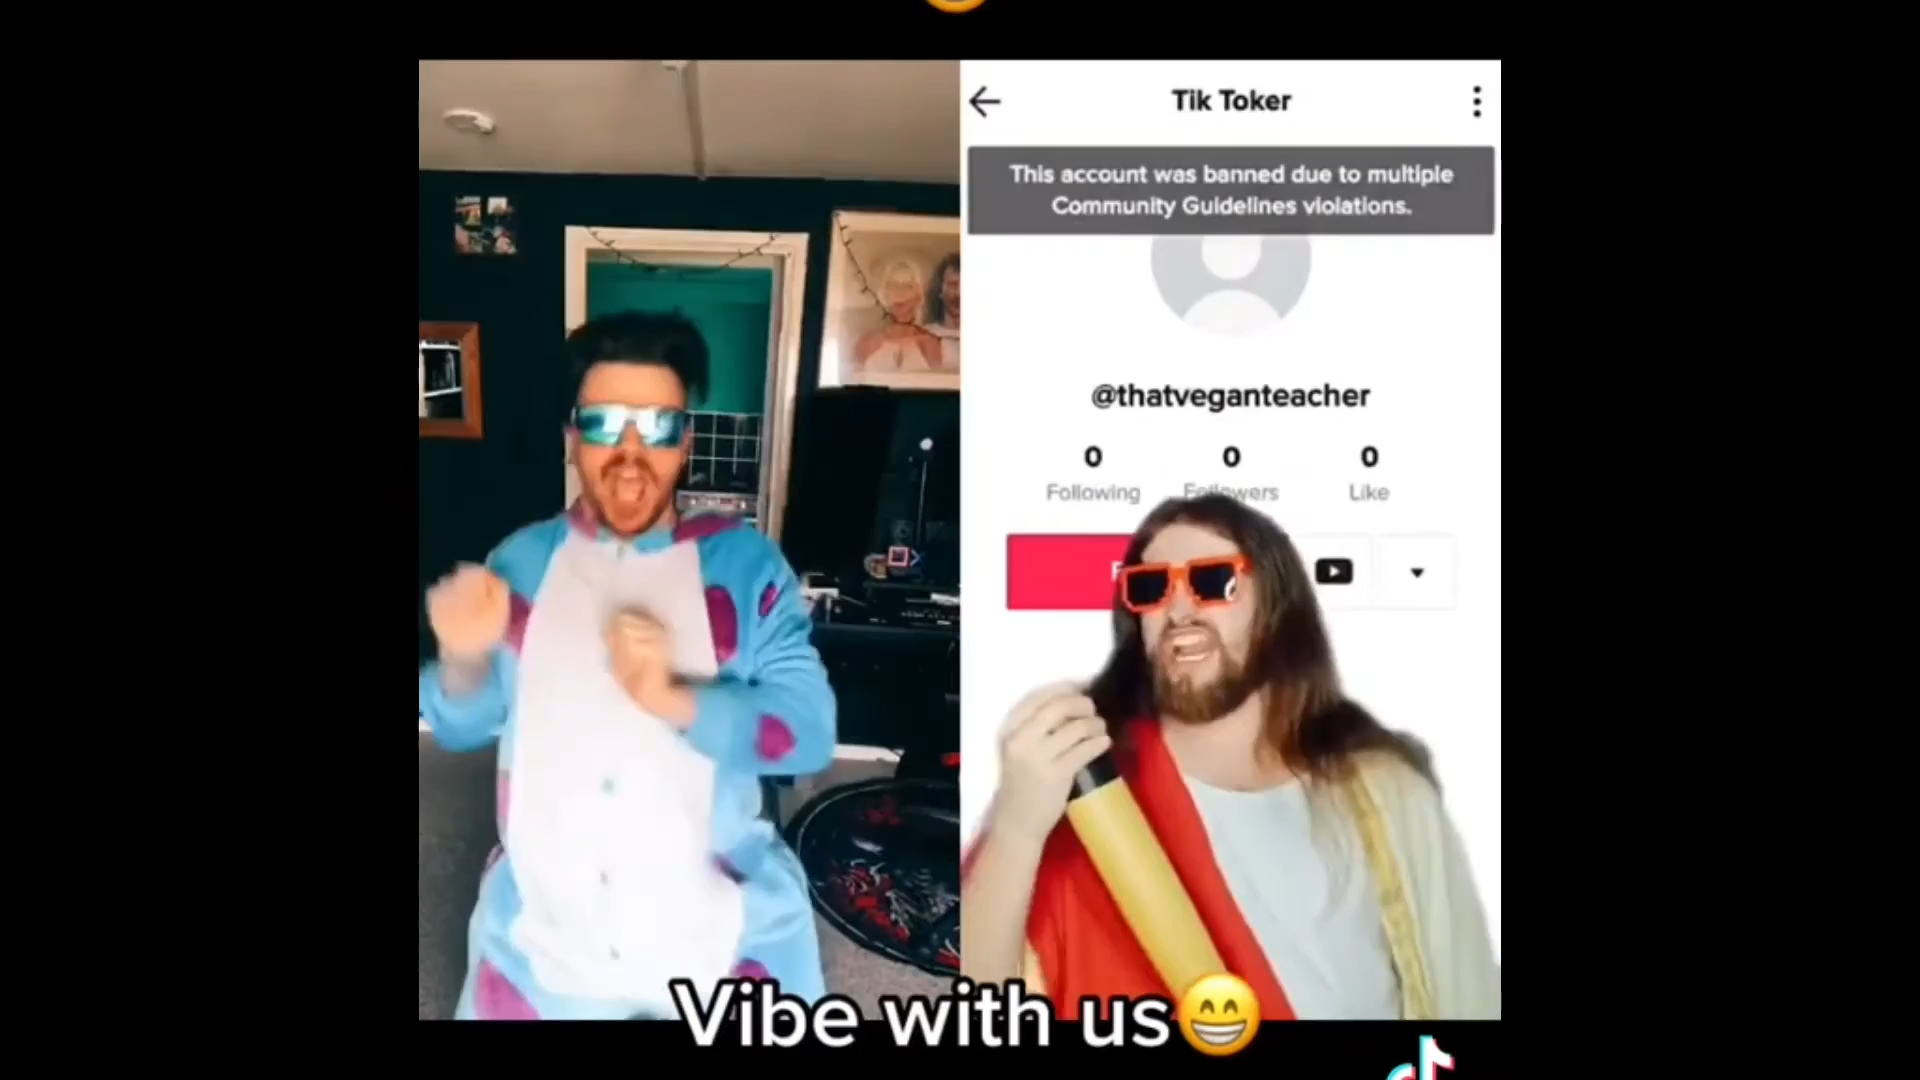 Tik Toker
This account was banned due to multiple
Community Guidelines violations.
@thatveganteacher
0 0 0
Following Followers Like
F
Vibe with us😁